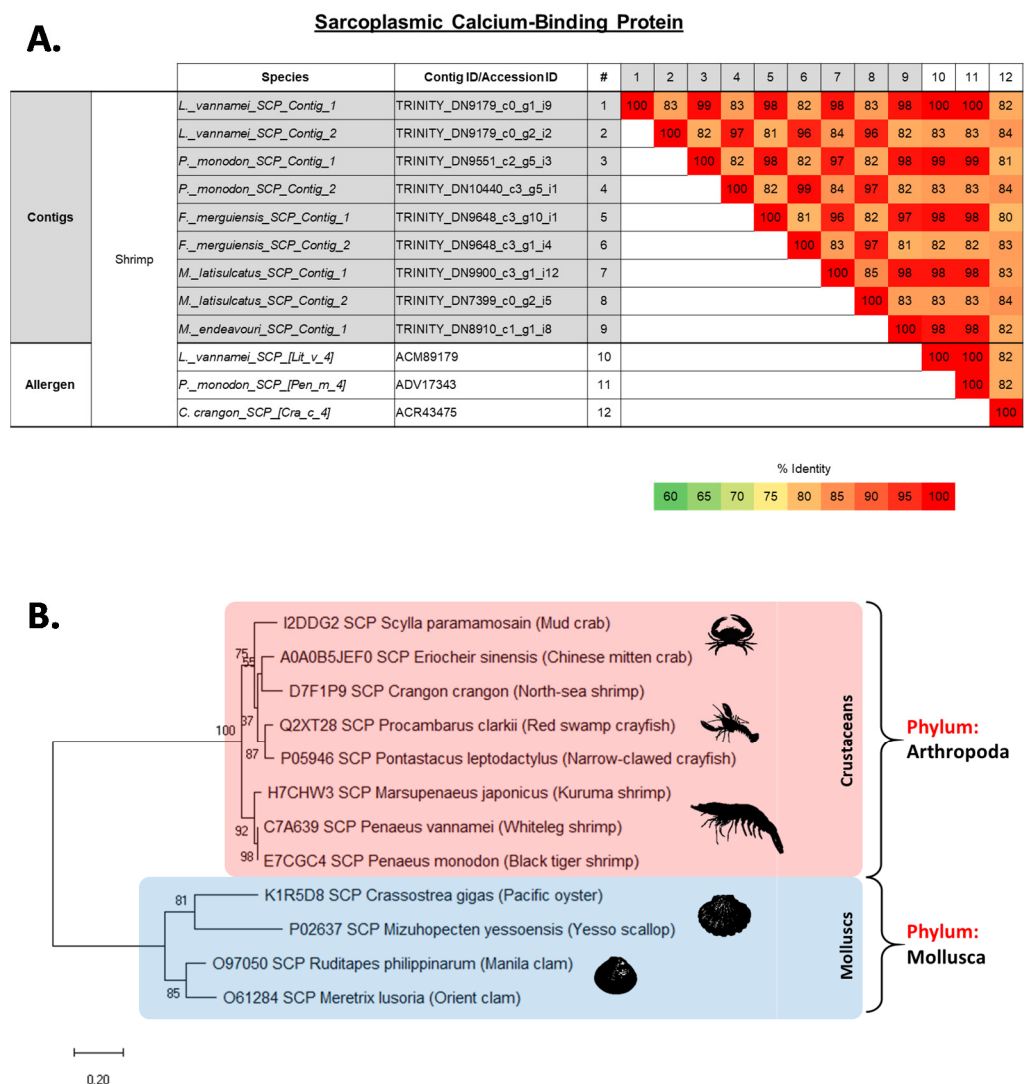 A.
Sarcoplasmic Calcium-Binding Protein
Species Contig ID/Accession ID # 1 2 3 4 5 6 7 8 9 10 11 12
Contigs
Shrimp
Allergen
L._vannamei_SCP_Contig_1 TRINITY_DN9179_c0_g1_i9 1 100 83 99 83 98 82 98 83 98 100 100 82
L._vannamei_SCP_Contig_2 TRINITY_DN9179_c0_g2_i2 2 100 82 97 81 96 84 96 82 83 83 84
P._monodon_SCP_Contig_1 TRINITY_DN9551_c2_g5_i3 3 100 82 98 82 97 82 98 99 99 81
P._monodon_SCP_Contig_2 TRINITY_DN10440_c3_g5_i1 4 100 82 99 84 97 82 83 83 84
F._merguiensis_SCP_Contig_1 TRINITY_DN9648_c3_g10_i1 5 100 81 96 82 97 98 98 80
F._merguiensis_SCP_Contig_2 TRINITY_DN9648_c3_g1_i4 6 100 83 97 81 82 82 83
M._latisulcatus_SCP_Contig_1 TRINITY_DN9900_c3_g1_i12 7 100 85 98 98 98 83
M._latisulcatus_SCP_Contig_2 TRINITY_DN7399_c0_g2_i5 8 100 83 83 83 84
M._endeavouri_SCP_Contig_1 TRINITY_DN8910_c1_g1_i8 9 100 98 98 82
L._vannamei_SCP_[Lit_v_4] ACM89179 10 100 100 82
P._monodon_SCP_[Pen_m_4] ADV17343 11 100 82
C. crangon_SCP_[Cra_c_4] ACR43475 12 100
% Identity
60 65 70 75 80 85 90 95 100
B.
I2DDG2 SCP Scylla paramamosain (Mud crab)
A0A0B5JEF0 SCP Eriocheir sinensis (Chinese mitten crab)
D7F1P9 SCP Crangon crangon (North-sea shrimp)
Q2XT28 SCP Procambarus clarkii (Red swamp crayfish)
P05946 SCP Pontastacus leptodactylus (Narrow-clawed crayfish)
H7CHW3 SCP Marsupenaeus japonicus (Kuruma shrimp)
C7A639 SCP Penaeus vannamei (Whiteleg shrimp)
E7CGC4 SCP Penaeus monodon (Black tiger shrimp)
K1R5D8 SCP Crassostrea gigas (Pacific oyster)
P02637 SCP Mizuhopecten yessoensis (Yesso scallop)
O97050 SCP Ruditapes philippinarum (Manila clam)
O61284 SCP Meretrix lusoria (Orient clam)
75
55
37
100
87
92
98
81
85
Crustaceans
Phylum:
Arthropoda
Molluscs
Phylum:
Mollusca
0.20